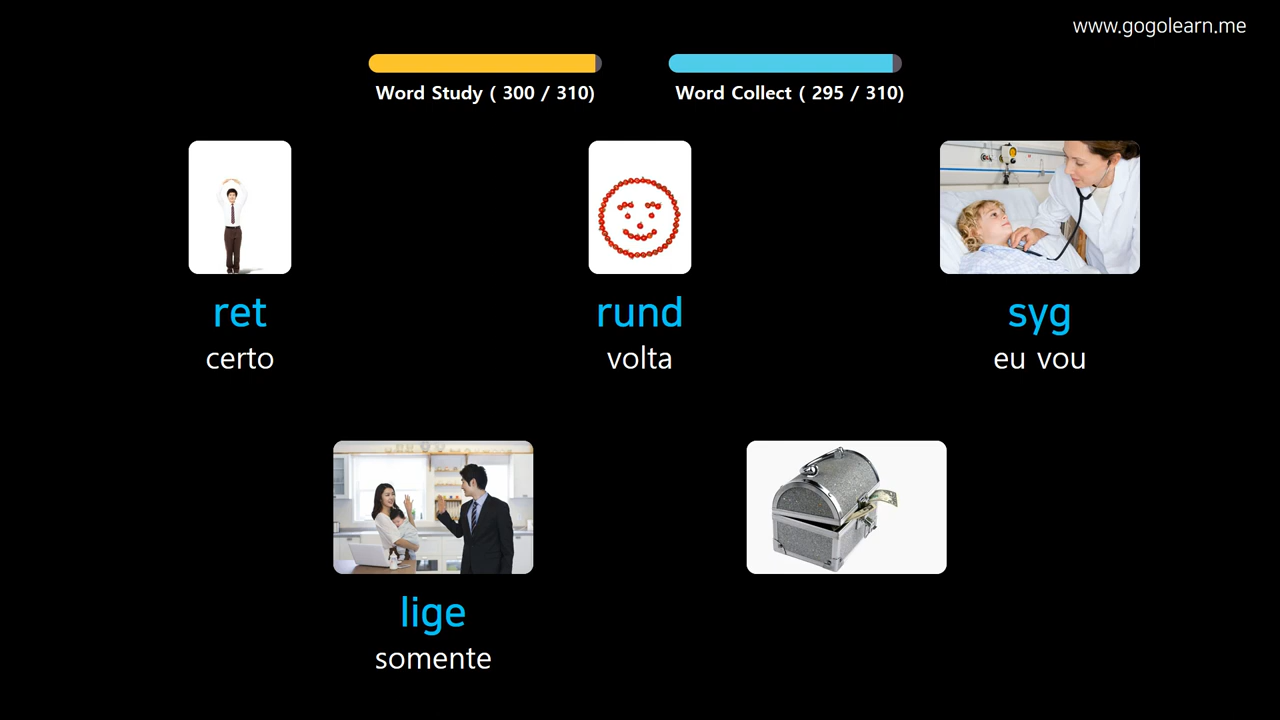 www.gogolearn.me
Word Study ( 300 / 310)
Word Collect ( 295 / 310)
ret
certo
rund
volta
syg
eu vou
lige
somente